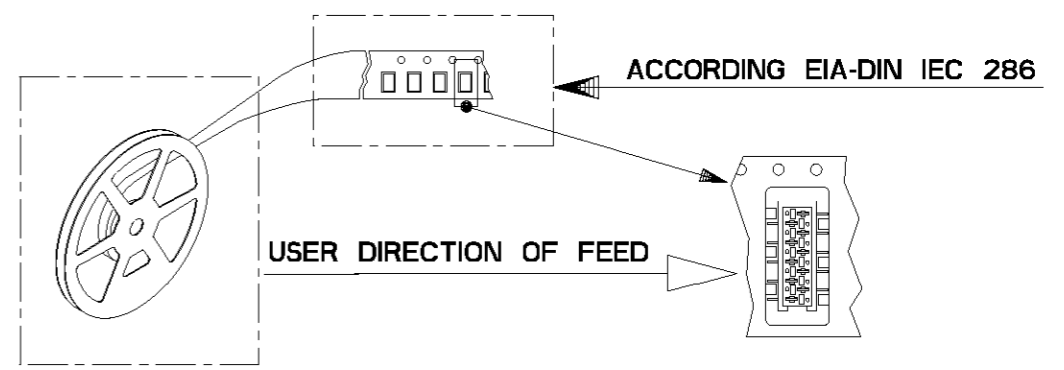 ACCORDING EIA-DIN IEC 286
USER DIRECTION OF FEED